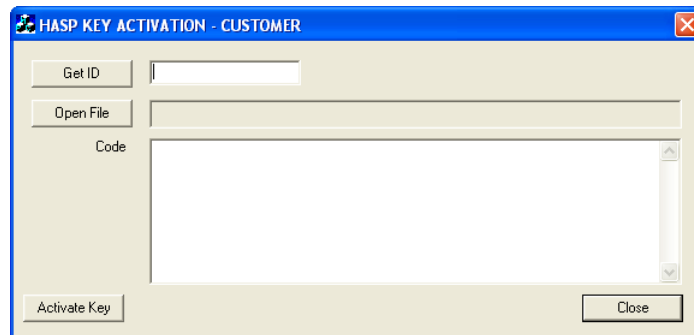 HASP KEY ACTIVATION - CUSTOMER
Get ID
Open File
Code
Activate Key
Close